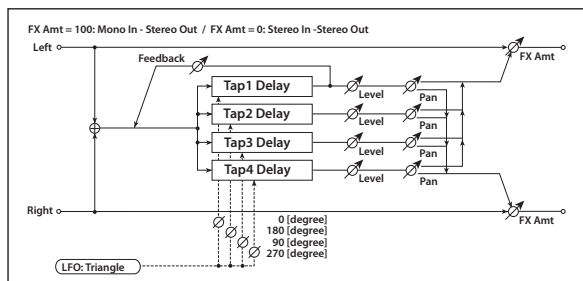 FX Amt = 100: Mono In - Stereo Out / FX Amt = 0: Stereo In -Stereo Out
Left
FX Amt
Feedback
Tap1 Delay
Level
Pan
Tap2 Delay
Level
Pan
Tap3 Delay
Level
Pan
Tap4 Delay
Level
Pan
Right
FX Amt
0 [degree]
180 [degree]
90 [degree]
270 [degree]
LFO: Triangle